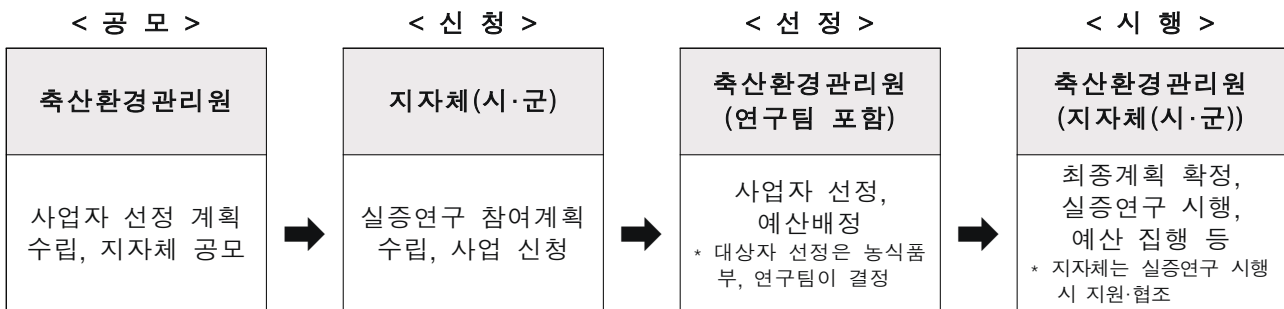 < 공 모 >
축산환경관리원
사업자 선정 계획
수립, 지자체 공모
< 신 청 >
지자체(시·군)
실증연구 참여계획
수립, 사업 신청
< 선 정 >
축산환경관리원
(연구팀 포함)
사업자 선정,
예산배정
* 대상자 선정은 농식품
부, 연구팀이 결정
< 시 행 >
축산환경관리원
(지자체(시·군))
최종계획 확정,
실증연구 시행,
예산 집행 등
* 지자체는 실증연구 시행
시 지원·협조